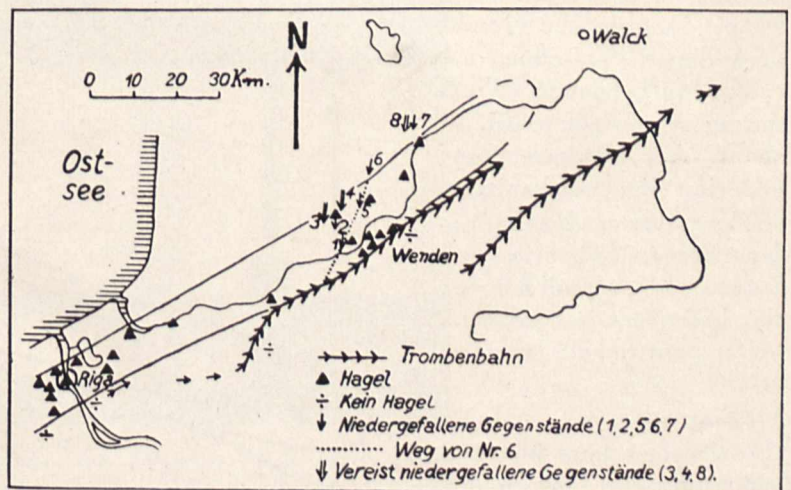 N
0 10 20 30 Km.
Walck
Ost-
see
8 7
6
4
3
5
2
1
Wenden
Riga
Trombenbahn
Hagel
÷ Kein Hagel
Niedergefallene Gegenstände (1,2,5 6,7)
Weg von Nr. 6
Vereist niedergefallene Gegenstände (3,4,8).